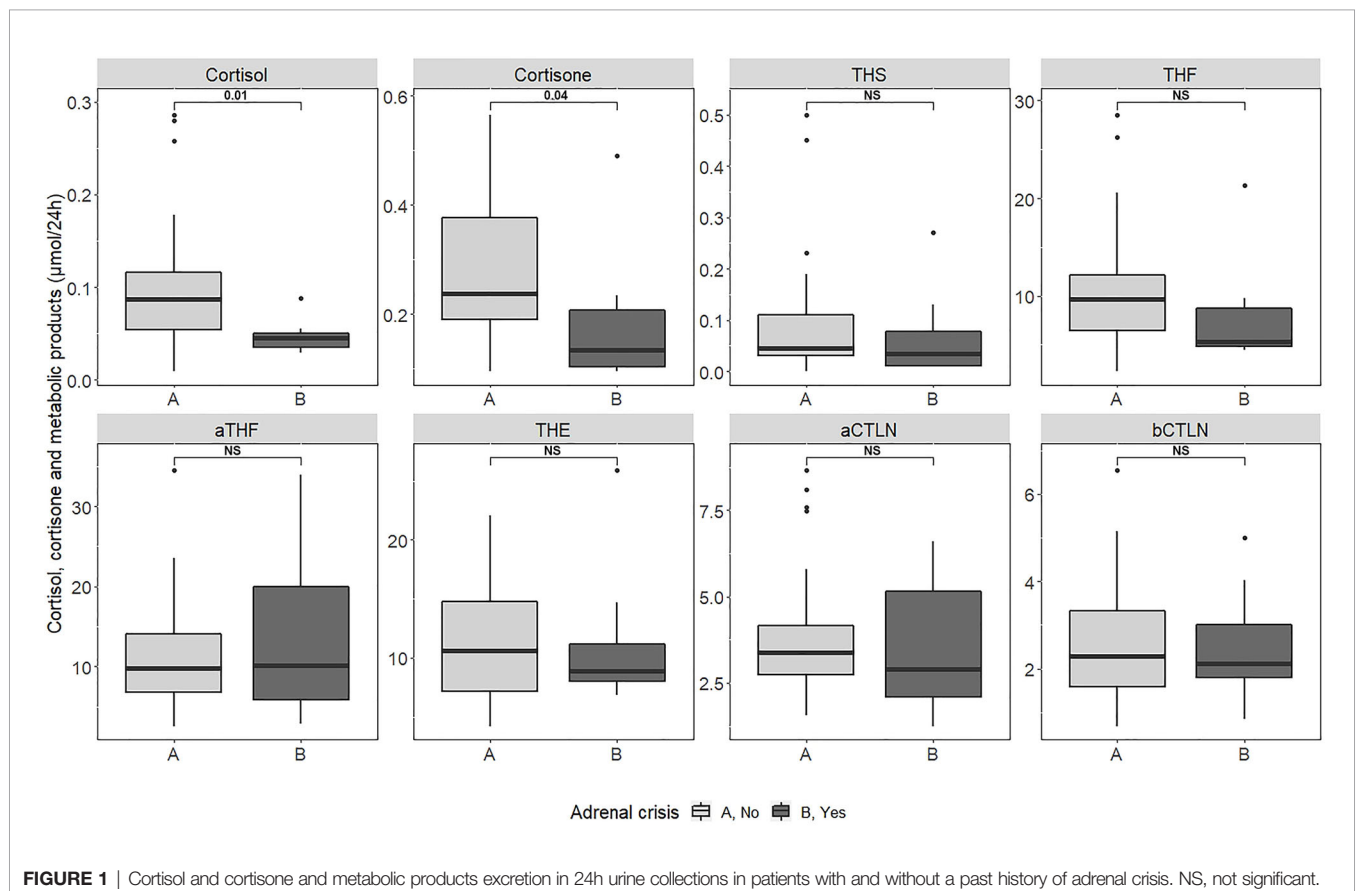 Cortisol Cortisone THS THF
0.01 0.04 NS NS
0.3 0.6 0.5 30
0.2 0.4 0.4 20
0.1 0.2 0.3 10
0.0 0.2
0.1
0.0
A B A B A B A B
aTHF THE aCTLN bCTLN
NS NS NS NS
30 20 7.5 6
20 10 5.0 4
10 2.5 2
A B A B A B A B
Cortisol, cortisone and metabolic products (µmol/24h)
Adrenal crisis A, No B, Yes
FIGURE 1 | Cortisol and cortisone and metabolic products excretion in 24h urine collections in patients with and without a past history of adrenal crisis. NS, not significant.